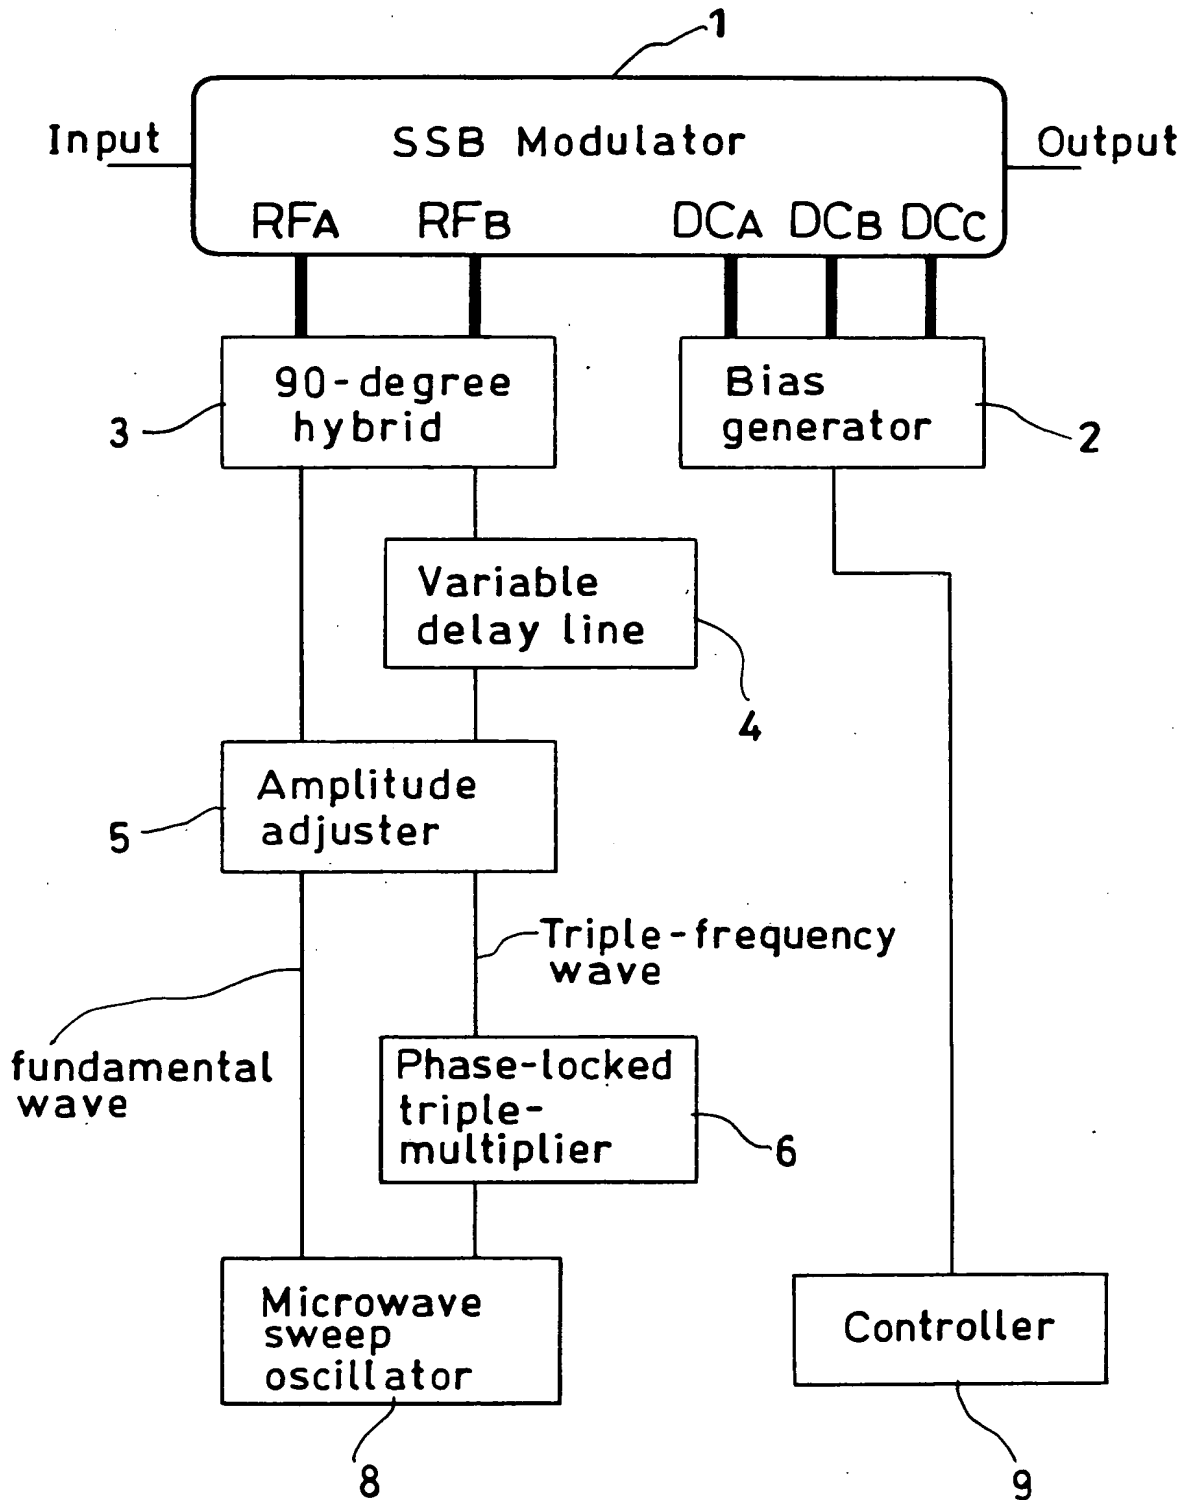 1
Input
SSB Modulator
Output
RFA
RFB
DCA
DCB
DCC
90-degree
hybrid
3
Bias
generator
2
Variable
delay line
4
Amplitude
adjuster
5
Triple-frequency
wave
fundamental
wave
Phase-locked
triple-
multiplier
6
Microwave
sweep
oscillator
8
Controller
9